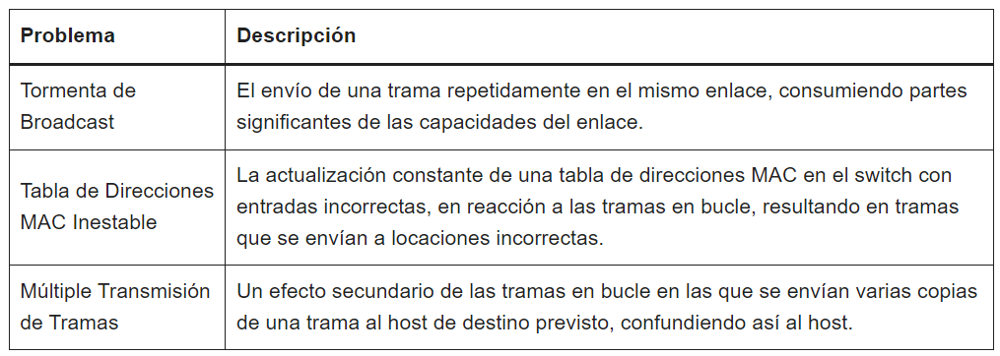 Problema
Descripción
Tormenta de
Broadcast
El envío de una trama repetidamente en el mismo enlace, consumiendo partes
significantes de las capacidades del enlace.
Tabla de Direcciones
MAC Inestable
La actualización constante de una tabla de direcciones MAC en el switch con
entradas incorrectas, en reacción a las tramas en bucle, resultando en tramas
que se envían a locaciones incorrectas.
Múltiple Transmisión
de Tramas
Un efecto secundario de las tramas en bucle en las que se envían varias copias
de una trama al host de destino previsto, confundiendo así al host.